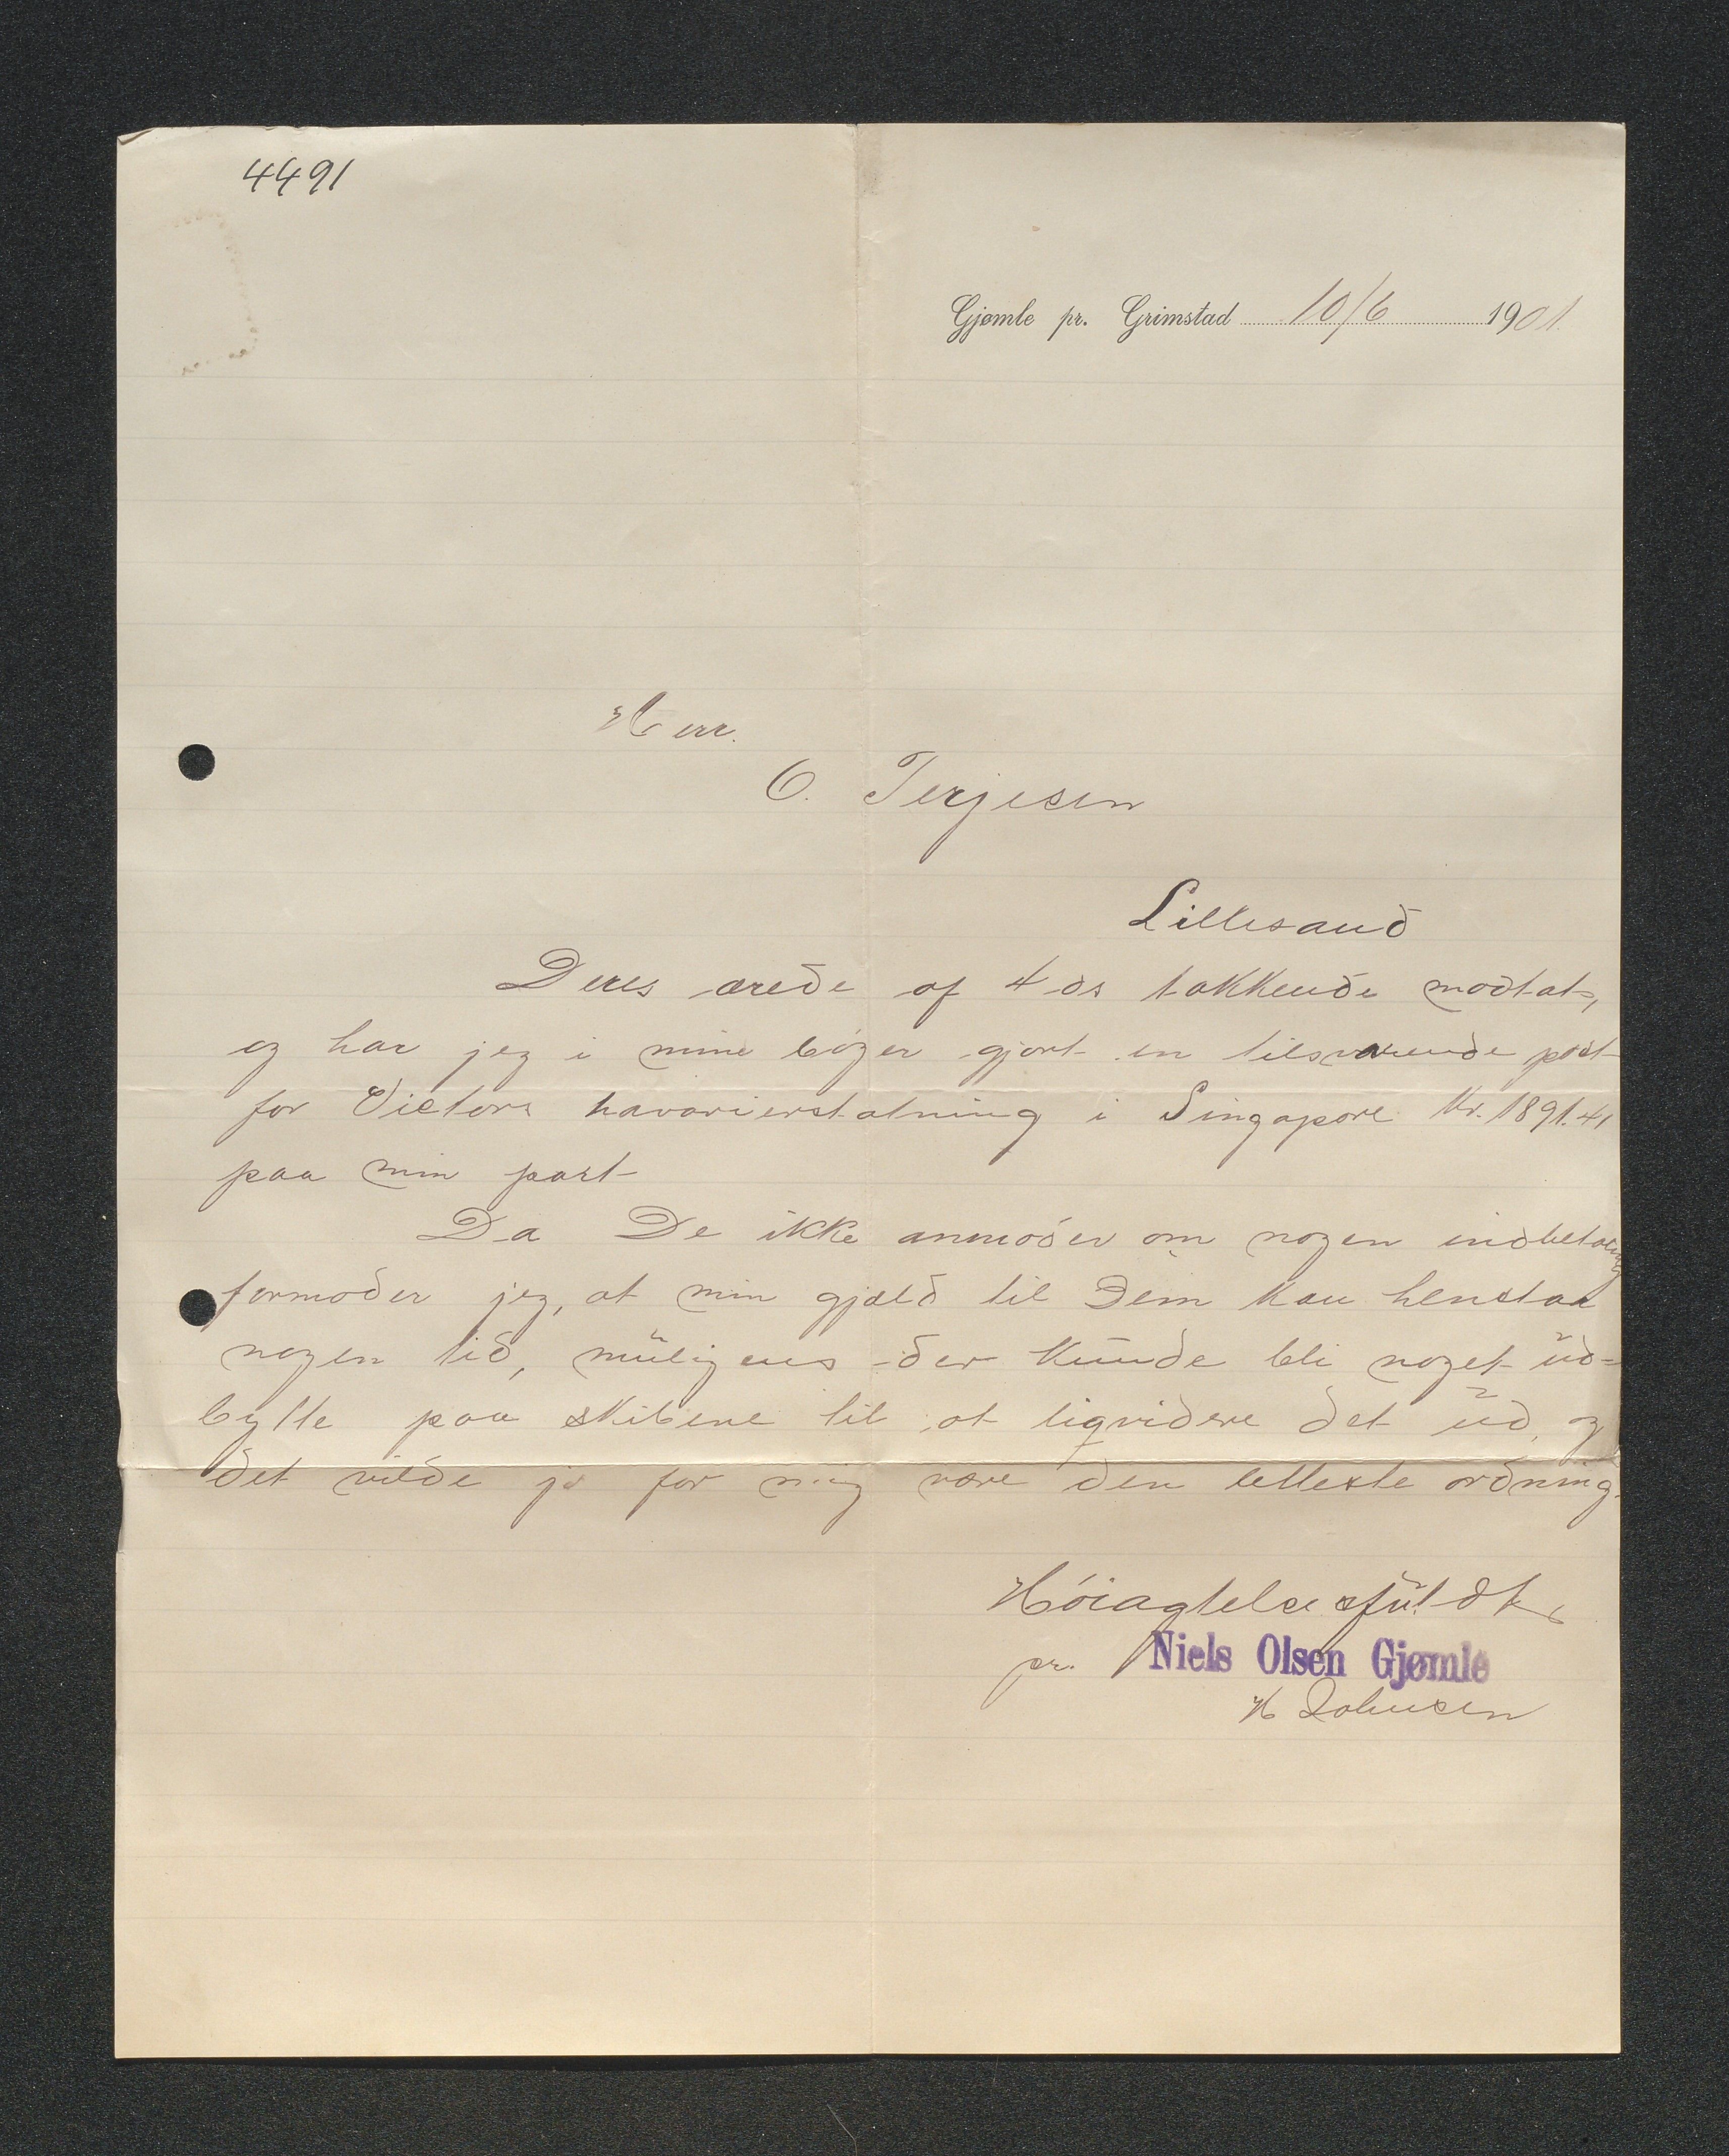 4491
Gjømle pr. Grimstad 10/6 1901.
Herr.
O. Terjesen
Lillesand
Deres ærede af 4 ds takkende modtat,
og har jeg i mine bøger gjort en tilsvarende post
for Victors havarierstatning i Singapore Kr. 1891.41
paa min part
Da De ikke anmoder om nogen indbetaling
formoder jeg, at min gjæld til Dem kan henstaa
nogen tid, muligens der kunde bli noget ud=
bytte paa skibene til at liqvidere det ud, og
det vilde jo for mig være den letteste ordning.
Høiagtelsesfuldt
pr. Niels Olsen Gjømle
H Johnsen